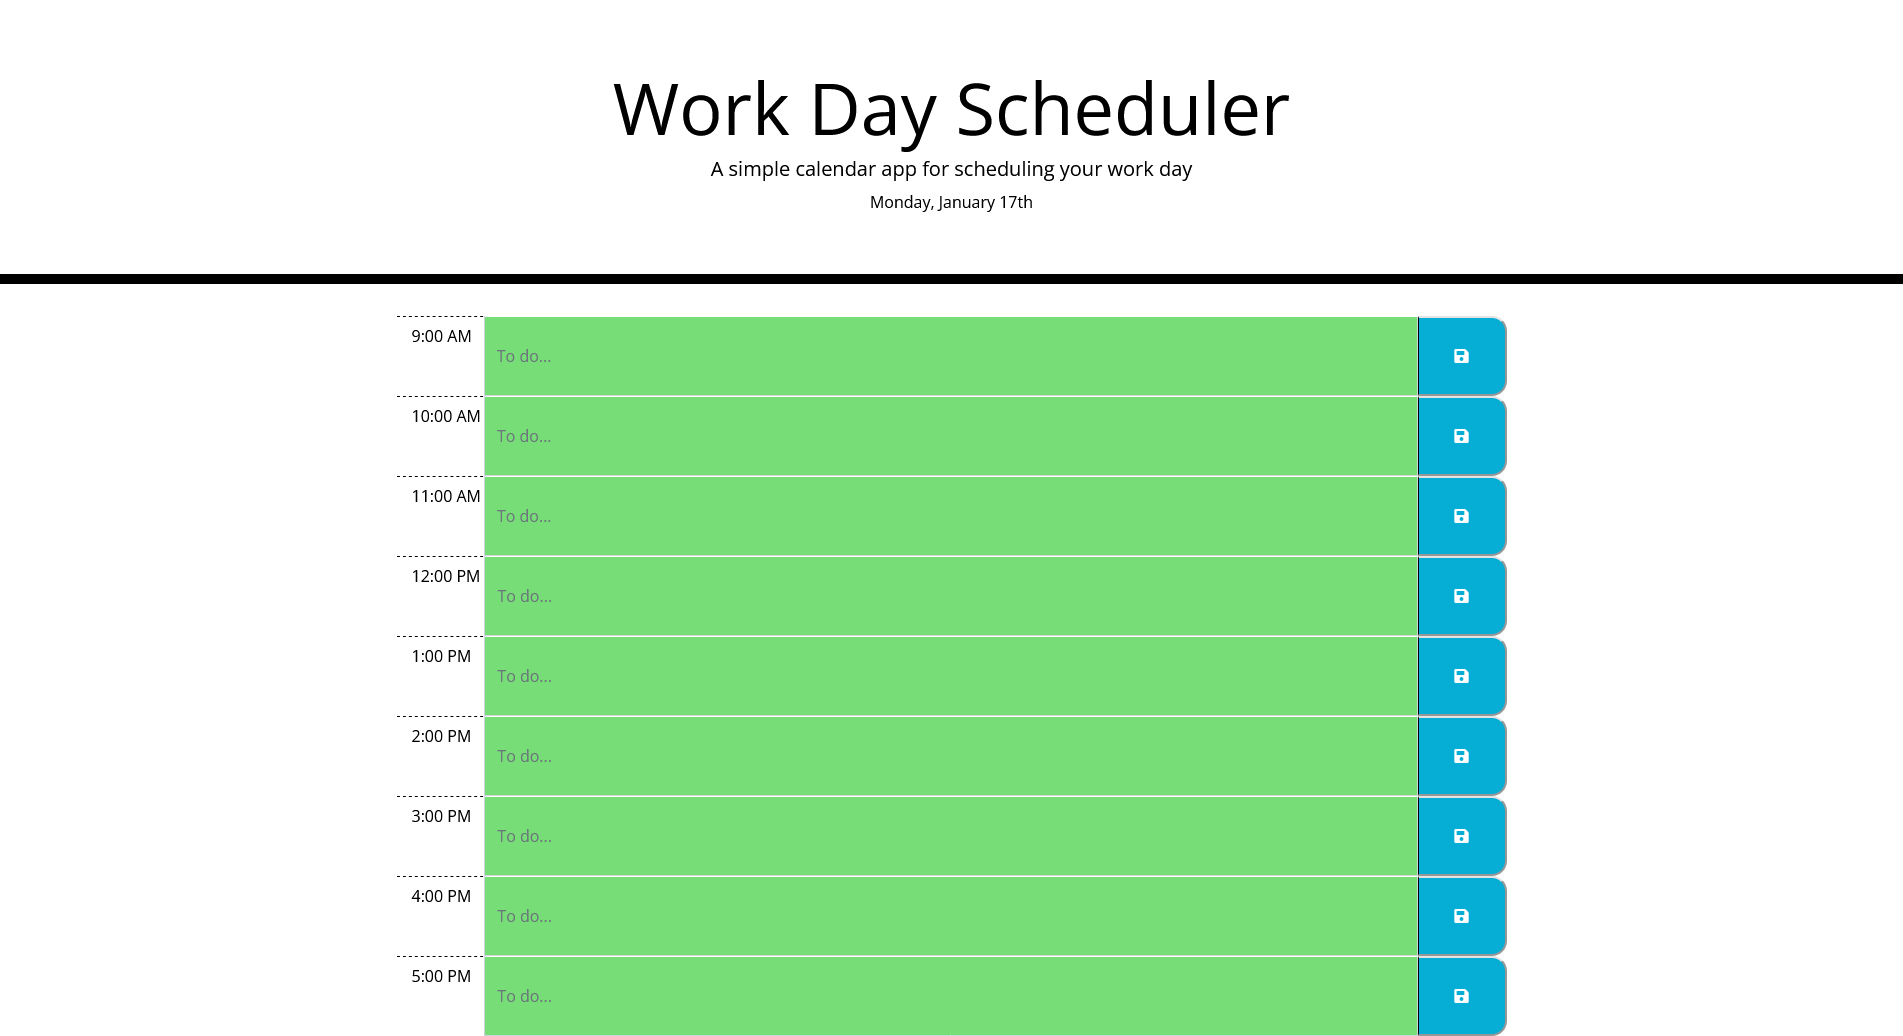 Work Day Scheduler
A simple calendar app for scheduling your work day
Monday, January 17th
9:00 AM
To do...
10:00 AM
To do...
11:00 AM
To do...
12:00 PM
To do...
1:00 PM
To do...
2:00 PM
To do...
3:00 PM
To do...
4:00 PM
To do...
5:00 PM
To do...